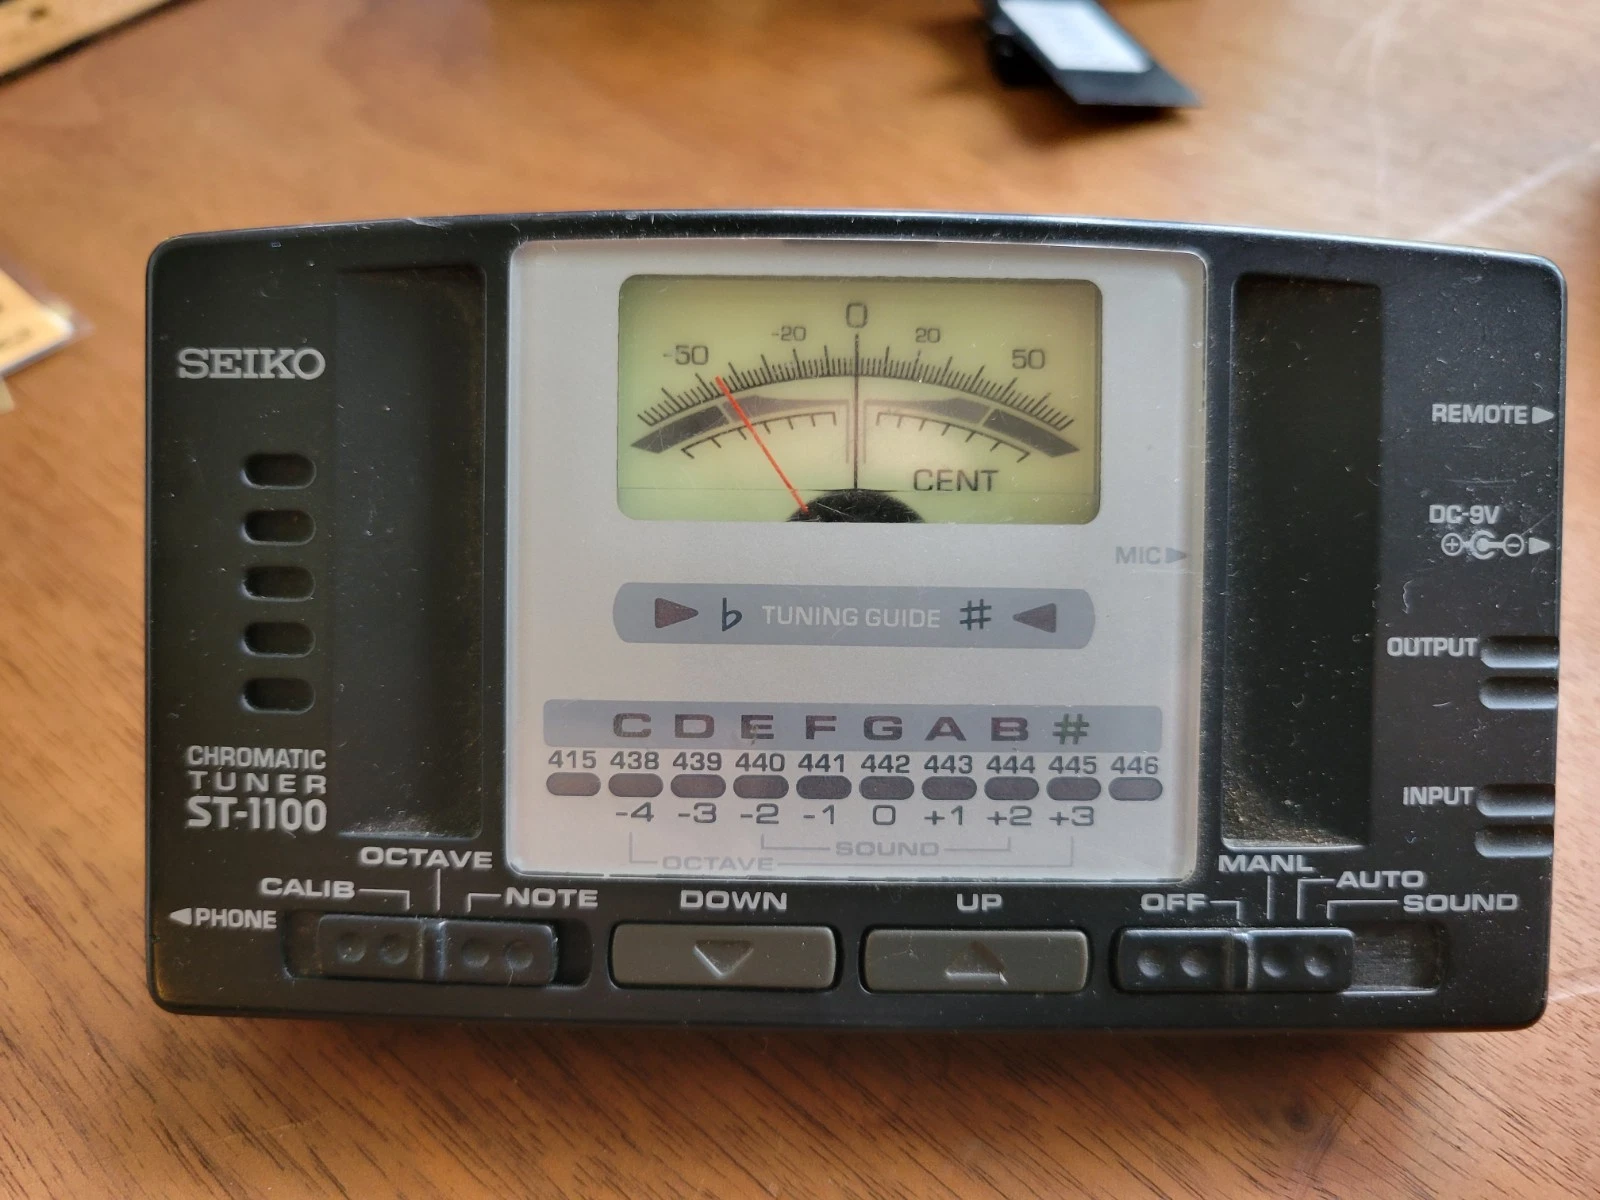 0
-20 20
-50 50
CENT
SEIKO
REMOTE
DC-9V
MIC
♭ TUNING GUIDE #
OUTPUT
C D E F G A B #
415 438 439 440 441 442 443 444 445 446
-4 -3 -2 -1 0 +1 +2 +3
SOUND
OCTAVE
CHROMATIC
TUNER
ST-1100
INPUT
OCTAVE
CALIB NOTE
PHONE
DOWN UP
MANL
OFF AUTO
SOUND